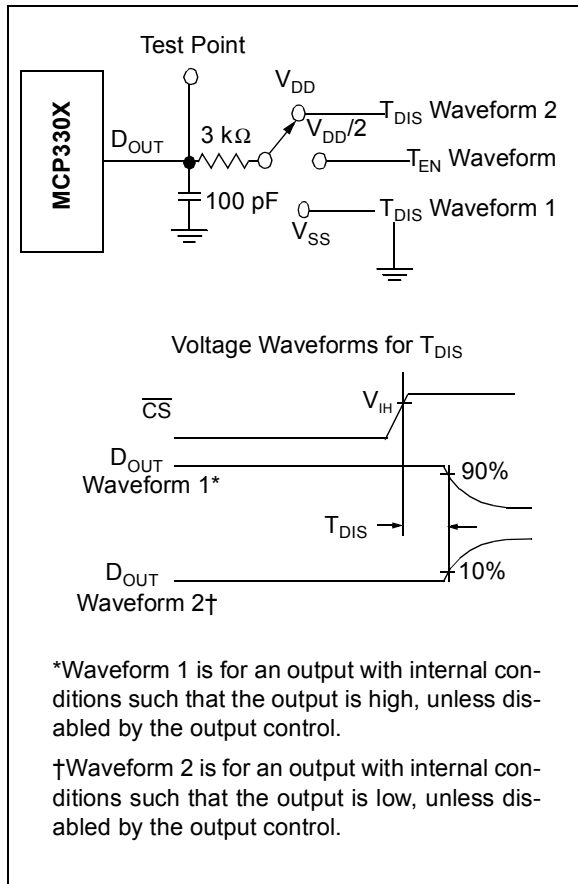 Test Point
MCP330X
DOUT
3 kΩ
100 pF
VDD
TDIS Waveform 2
VDD/2
TEN Waveform
TDIS Waveform 1
VSS
Voltage Waveforms for TDIS
CS
VIH
DOUT
Waveform 1*
90%
TDIS
DOUT
Waveform 2†
10%
*Waveform 1 is for an output with internal con-
ditions such that the output is high, unless dis-
abled by the output control.
†Waveform 2 is for an output with internal con-
ditions such that the output is low, unless dis-
abled by the output control.